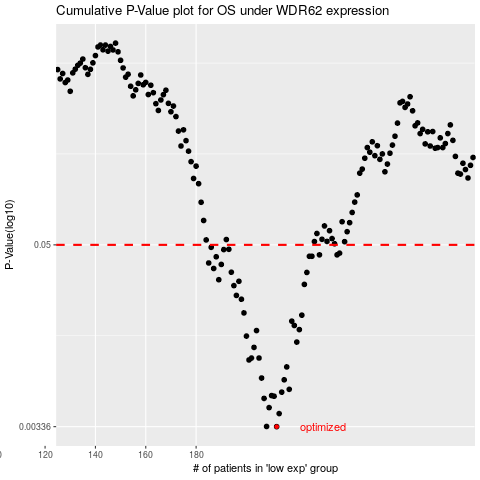 Cumulative P-Value plot for OS under WDR62 expression
P-Value(log10)
0.05
0.00336
optimized
0 120 140 160 180
# of patients in 'low exp' group